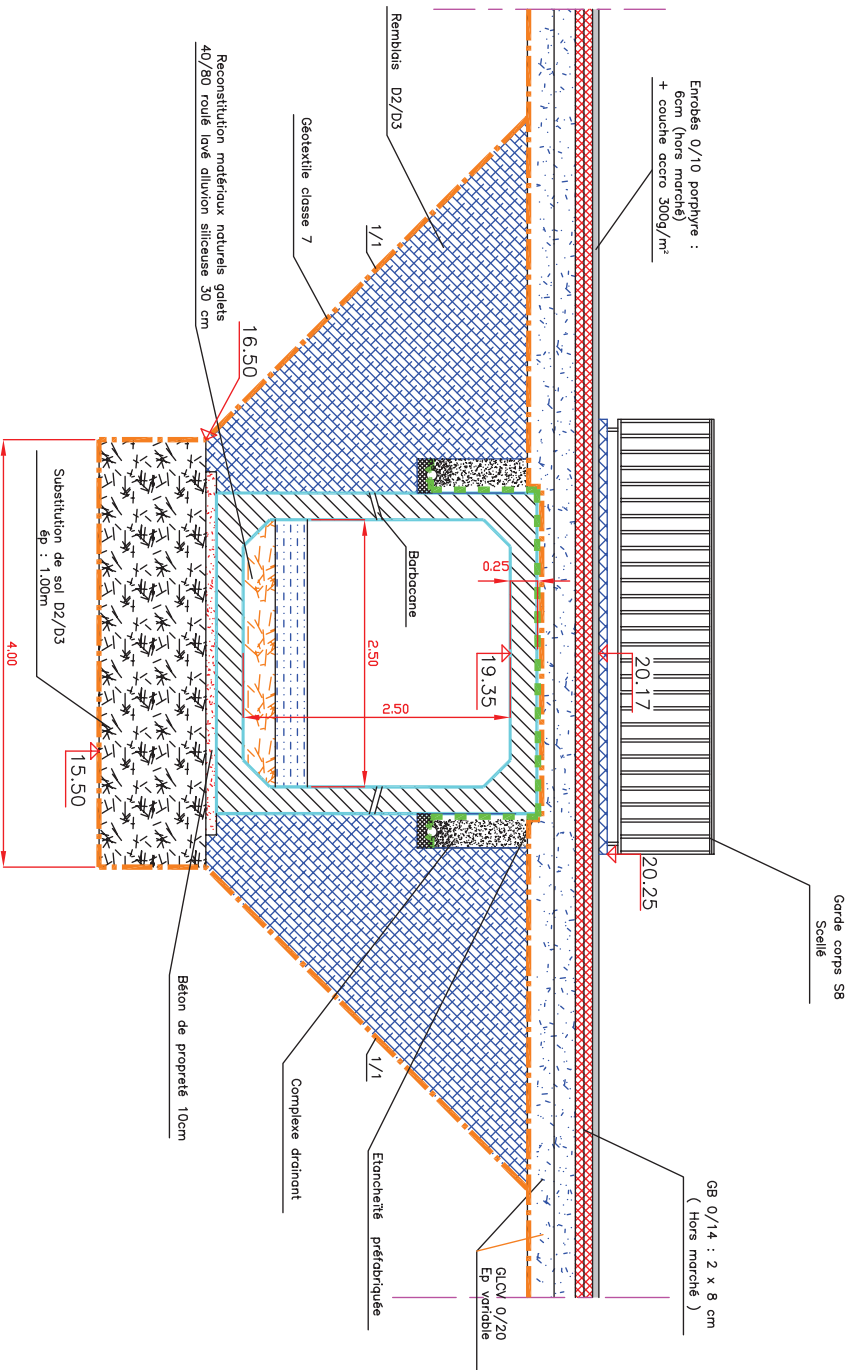 Garde corps S8
Scellé
GB 0/14 : 2 x 8 cm
( Hors marché )
Enrobés 0/10 porphyre :
6cm (hors marché)
+ couche accro 300g/m²
20.17
20.25
GLCV 0/20
Ep variable
Remblais D2/D3
0.25
19.35
Etancheïté préfabriquée
1/1
1/1
Barbacane
2.50
2.50
Complexe drainant
Géotextile classe 7
16.50
Reconstitution matériaux naturels galets
40/80 roulé lavé alluvion siliceuse 30 cm
Béton de propreté 10cm
Substitution de sol D2/D3
ép : 1.00m
15.50
4.00